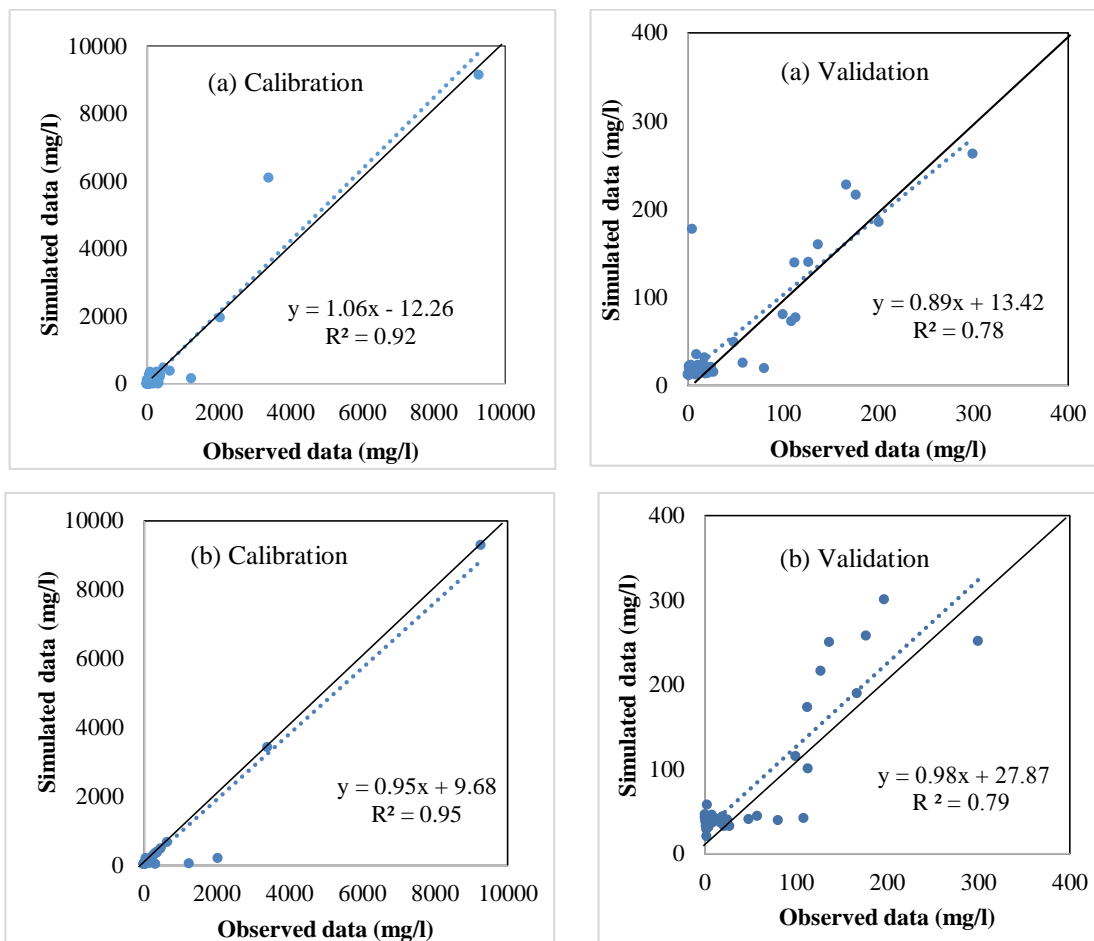 (a) Calibration
Simulated data (mg/l)
10000
8000
6000
4000
2000
0
y = 1.06x - 12.26
R² = 0.92
0 2000 4000 6000 8000 10000
Observed data (mg/l)
(a) Validation
Simulated data (mg/l)
400
300
200
100
0
y = 0.89x + 13.42
R² = 0.78
0 100 200 300 400
Observed data (mg/l)
(b) Calibration
Simulated data (mg/l)
10000
8000
6000
4000
2000
0
y = 0.95x + 9.68
R² = 0.95
0 2000 4000 6000 8000 10000
Observed data (mg/l)
(b) Validation
Simulated data (mg/l)
400
300
200
100
0
y = 0.98x + 27.87
R ² = 0.79
0 100 200 300 400
Observed data (mg/l)